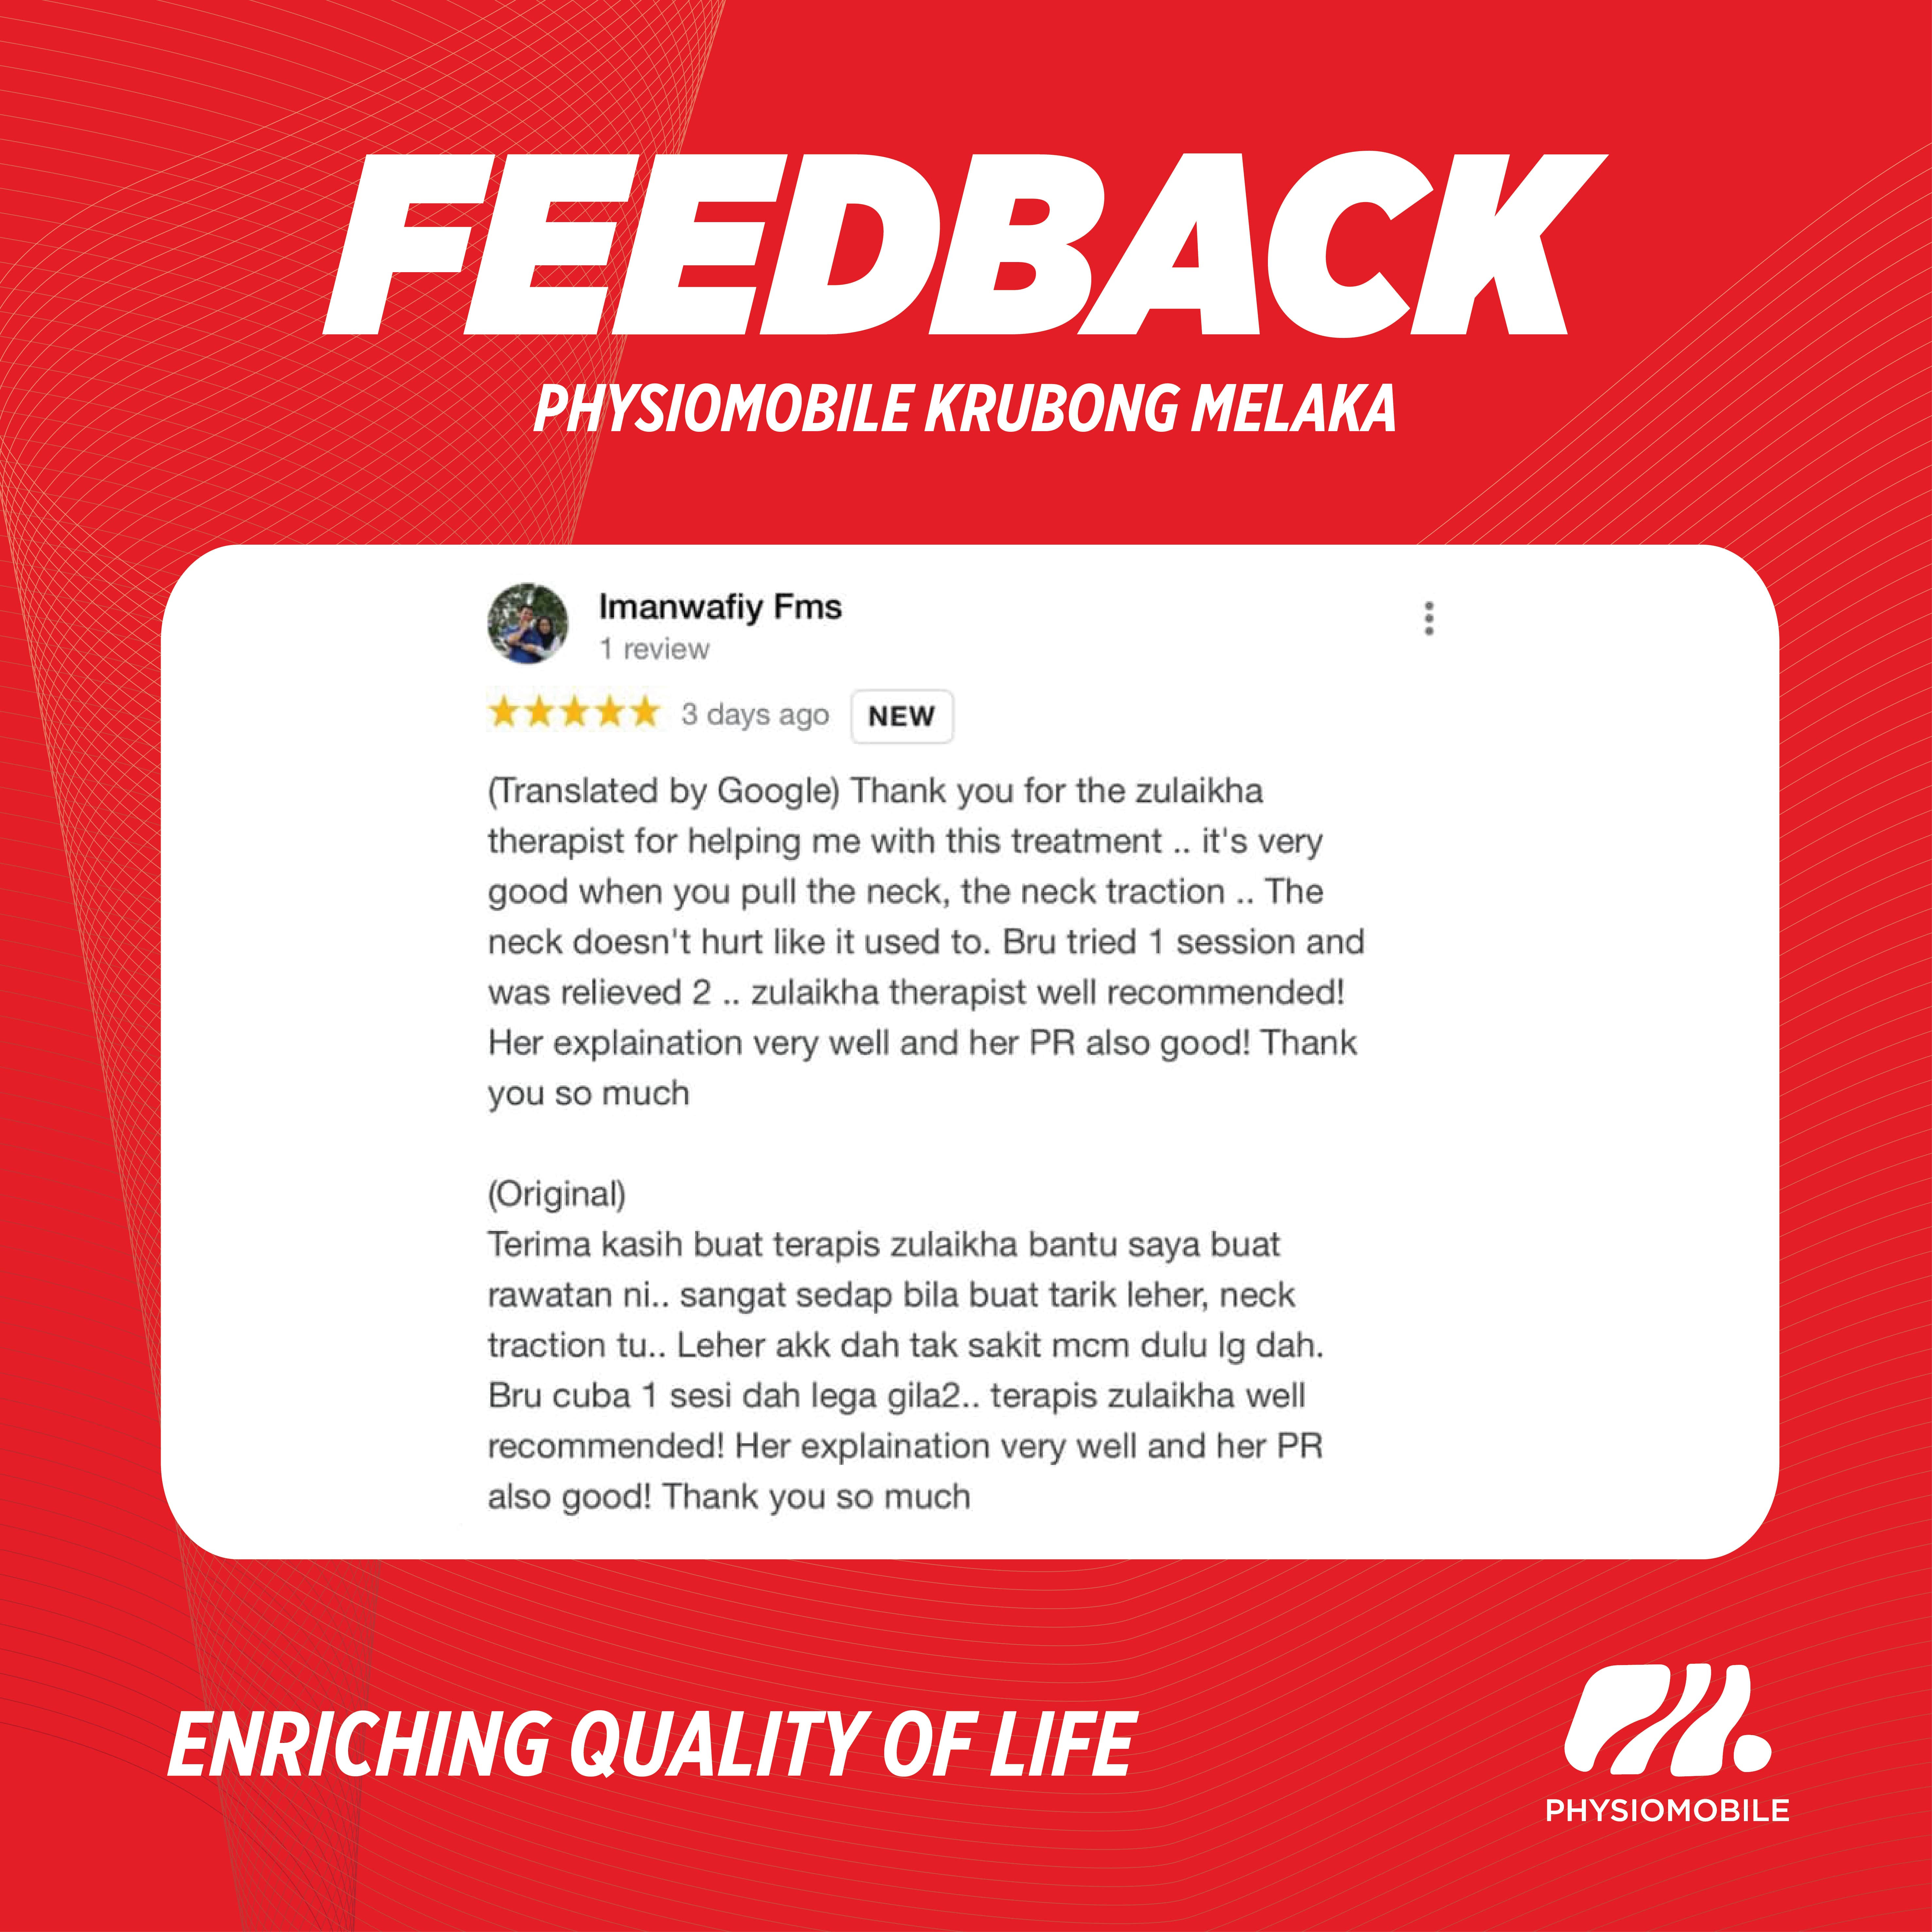 FEEDBACK
PHYSIOMOBILE KRUBONG MELAKA
Imanwafiy Fms
1 review
3 days ago NEW
(Translated by Google) Thank you for the zulaikha
therapist for helping me with this treatment .. it's very
good when you pull the neck, the neck traction .. The
neck doesn't hurt like it used to. Bru tried 1 session and
was relieved 2 .. zulaikha therapist well recommended!
Her explaination very well and her PR also good! Thank
you so much
(Original)
Terima kasih buat terapis zulaikha bantu saya buat
rawatan ni.. sangat sedap bila buat tarik leher, neck
traction tu.. Leher akk dah tak sakit mcm dulu lg dah.
Bru cuba 1 sesi dah lega gila2.. terapis zulaikha well
recommended! Her explaination very well and her PR
also good! Thank you so much
ENRICHING QUALITY OF LIFE
PHYSIOMOBILE